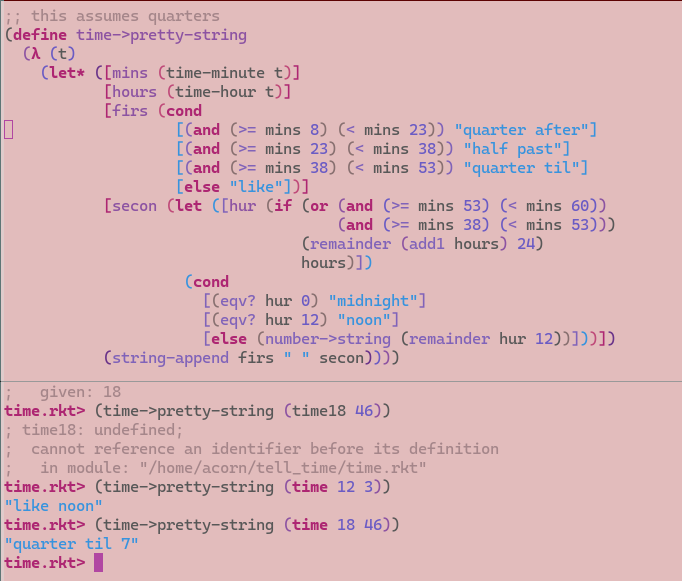 ;; this assumes quarters
(define time->pretty-string
  (λ (t)
    (let* ([mins (time-minute t)]
           [hours (time-hour t)]
           [firs (cond
                   [(and (>= mins 8) (< mins 23)) "quarter after"]
                   [(and (>= mins 23) (< mins 38)) "half past"]
                   [(and (>= mins 38) (< mins 53)) "quarter til"]
                   [else "like"])]
           [secon (let ([hur (if (or (and (>= mins 53) (< mins 60))
                                     (and (>= mins 38) (< mins 53)))
                                 (remainder (add1 hours) 24)
                                 hours)])
                    (cond
                      [(eqv? hur 0) "midnight"]
                      [(eqv? hur 12) "noon"]
                      [else (number->string (remainder hur 12))]))])
           (string-append firs " " secon))))
;   given: 18
time.rkt> (time->pretty-string (time18 46))
; time18: undefined;
;  cannot reference an identifier before its definition
;   in module: "/home/acorn/tell_time/time.rkt"
time.rkt> (time->pretty-string (time 12 3))
"like noon"
time.rkt> (time->pretty-string (time 18 46))
"quarter til 7"
time.rkt>